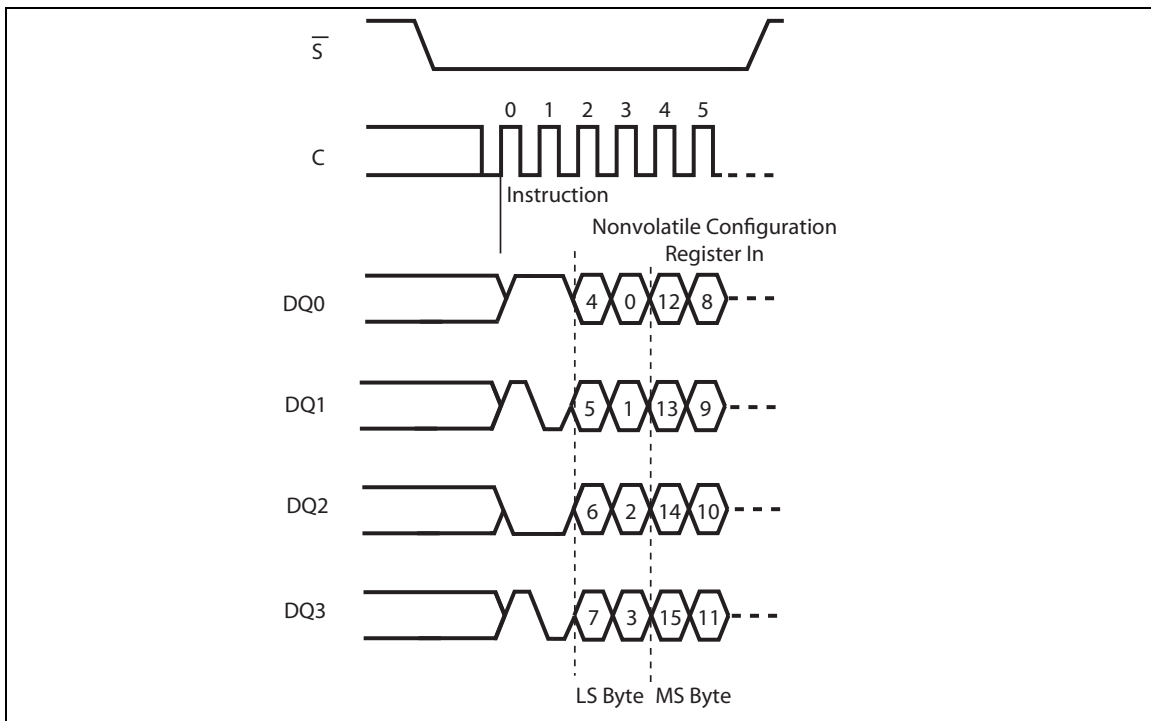 S̅
0 1 2 3 4 5
C
Instruction
Nonvolatile Configuration
Register In
DQ0 4 0 12 8
DQ1 5 1 13 9
DQ2 6 2 14 10
DQ3 7 3 15 11
LS Byte MS Byte